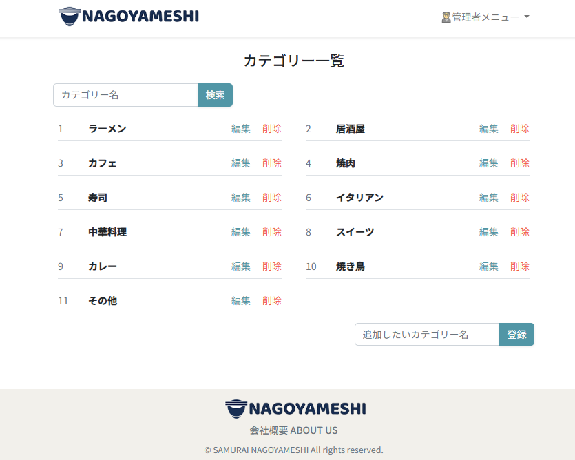 NAGOYAMESHI
管理者メニュー
カテゴリー一覧
カテゴリー名 検索
1 ラーメン 編集 削除 2 居酒屋 編集 削除
3 カフェ 編集 削除 4 焼肉 編集 削除
5 寿司 編集 削除 6 イタリアン 編集 削除
7 中華料理 編集 削除 8 スイーツ 編集 削除
9 カレー 編集 削除 10 焼き鳥 編集 削除
11 その他 編集 削除
追加したいカテゴリー名 登録
NAGOYAMESHI
会社概要 ABOUT US
© SAMURAI NAGOYAMESHI All rights reserved.